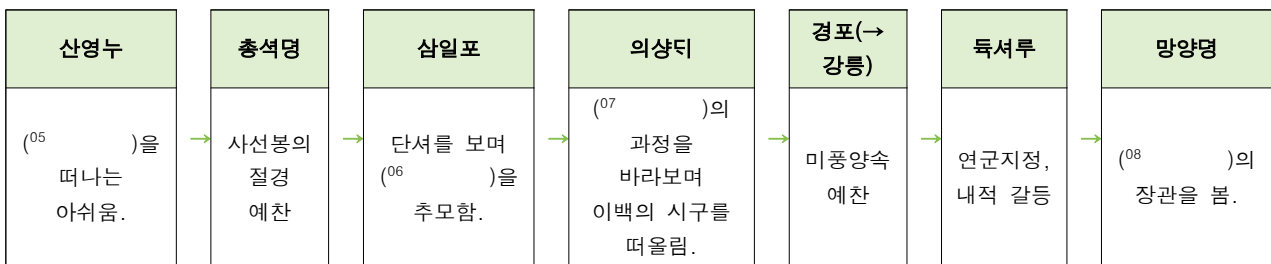 산영누
(05 )을
떠나는
아쉬움.
→
총셕뎡
사선봉의
절경
예찬
→
삼일포
단셔를 보며
(06 )을
추모함.
→
의샹ᄃᆡ
(07 )의
과정을
바라보며
이백의 시구를
떠올림.
→
경포(→
강릉)
미풍양속
예찬
→
듁셔루
연군지정,
내적 갈등
→
망양뎡
(08 )의
장관을 봄.